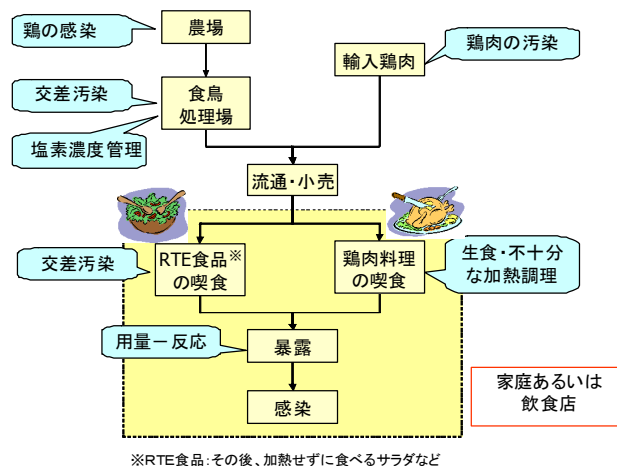 鶏の感染
農場
鶏肉の汚染
輸入鶏肉
交差汚染
食鳥
処理場
塩素濃度管理
流通・小売
交差汚染
RTE食品※
の喫食
鶏肉料理
の喫食
生食・不十分
な加熱調理
用量－反応
暴露
感染
家庭あるいは
飲食店
※RTE食品：その後、加熱せずに食べるサラダなど